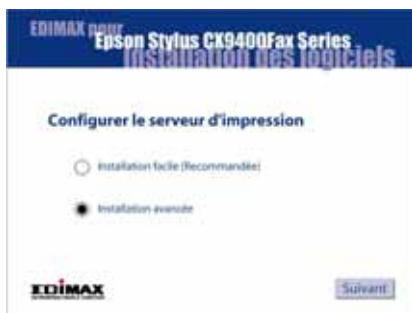 EDIMAX pour
Epson Stylus CX9400Fax Series
Installation des logiciels
Configurer le serveur d'impression
Installation facile (Recommandée)
Installation avancée
EDIMAX
Suivant